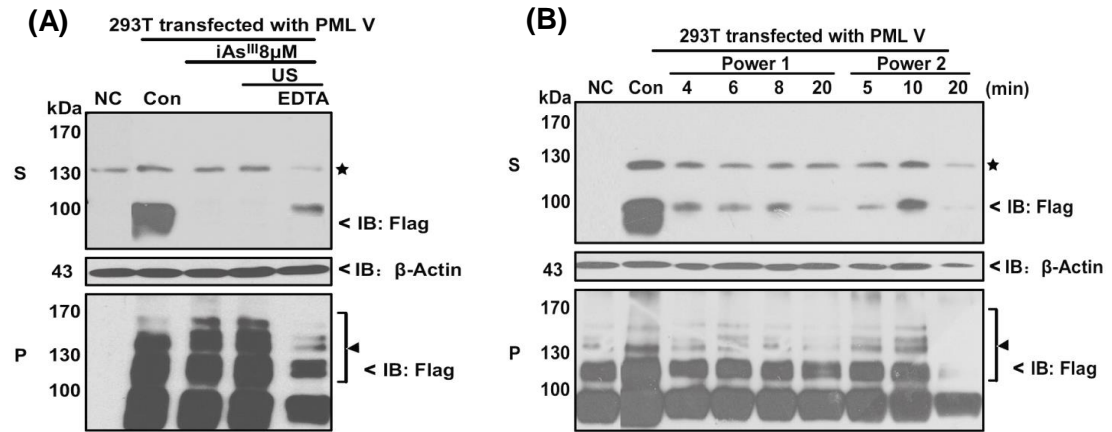 (A)
293T transfected with PML V
iAsᴵᴵᴵ8μM
US
NC Con EDTA
kDa
170
S 130 ★
100 < IB: Flag
43 < IB: β-Actin
170
P 130 ◄
< IB: Flag
100
(B)
293T transfected with PML V
Power 1 Power 2
NC Con 4 6 8 20 5 10 20 (min)
kDa
170
S 130 ★
100 < IB: Flag
43 < IB: β-Actin
170
P 130 ◄
< IB: Flag
100